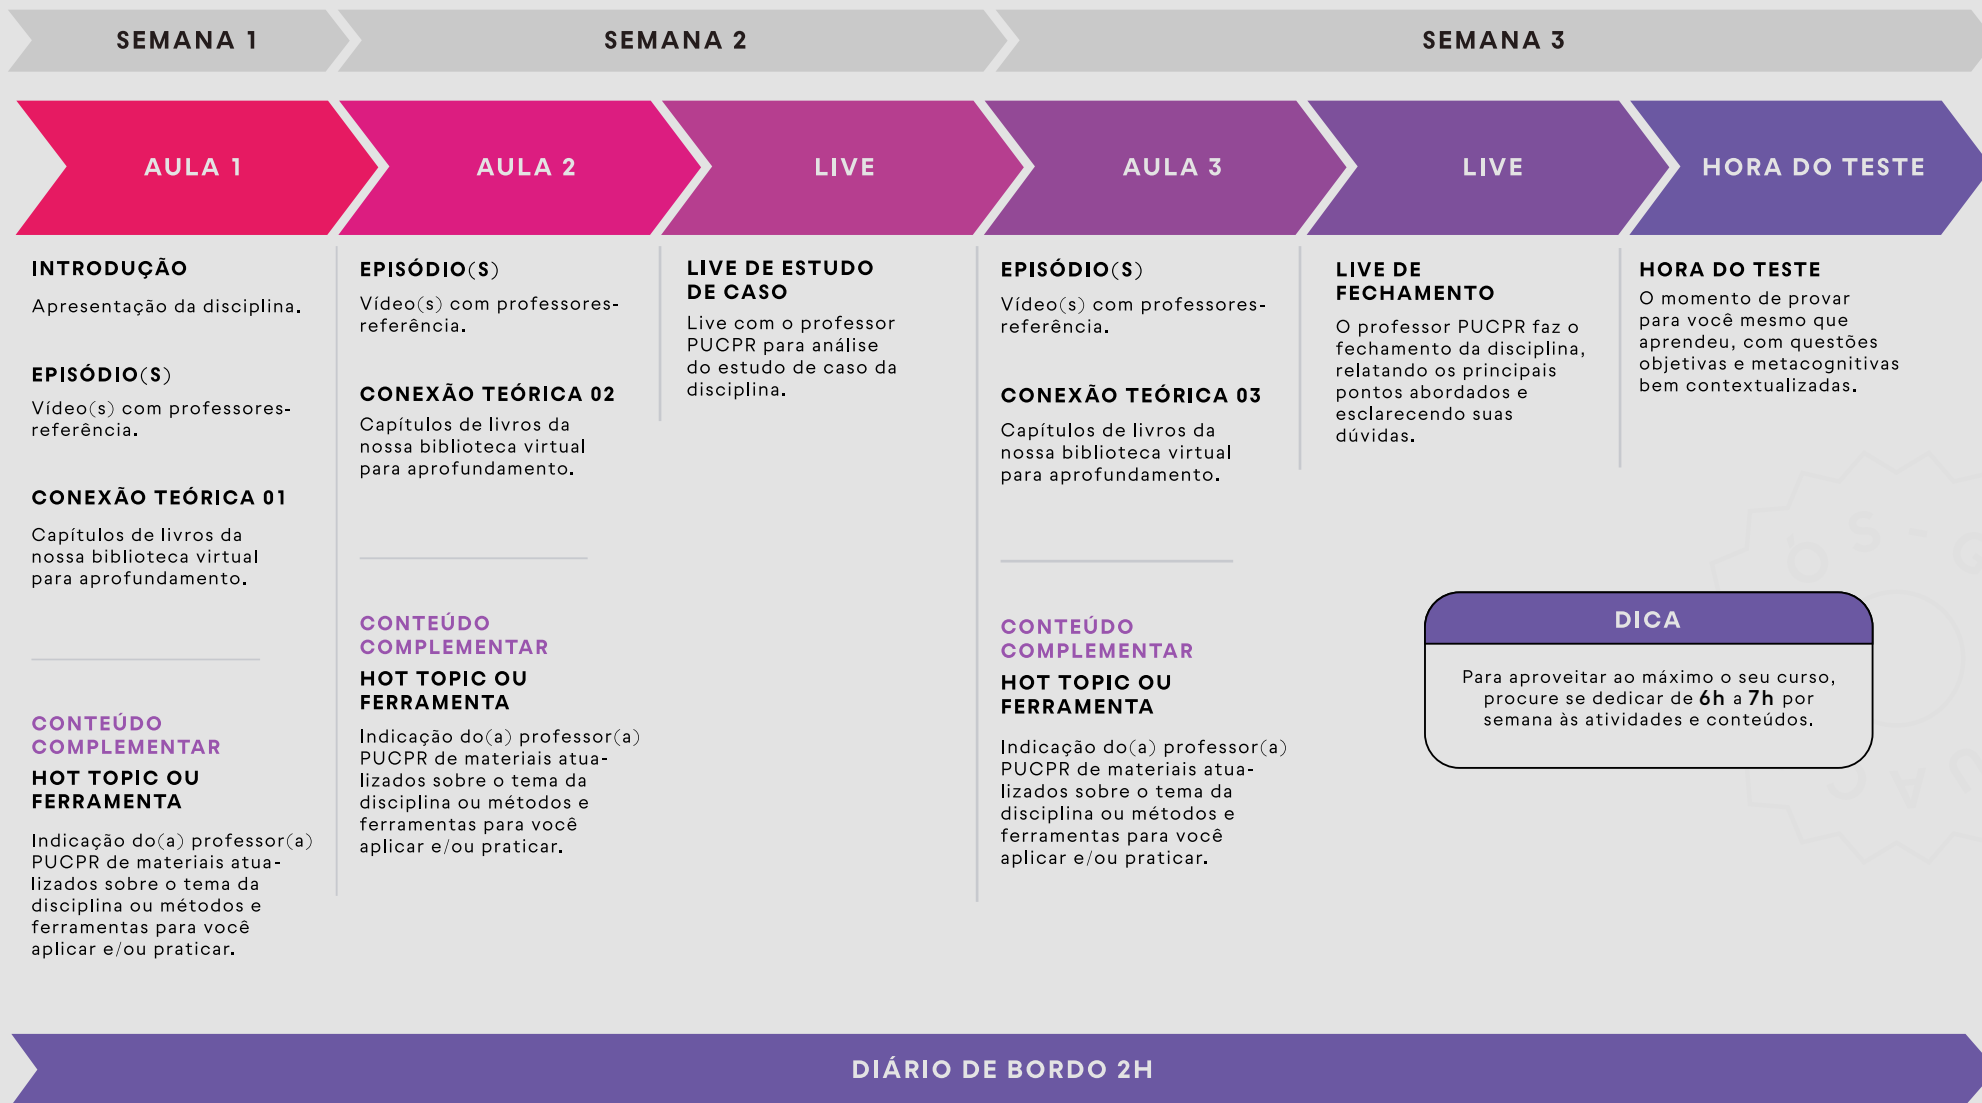 SEMANA 1
SEMANA 2
SEMANA 3
AULA 1
AULA 2
LIVE
AULA 3
LIVE
HORA DO TESTE
INTRODUÇÃO
Apresentação da disciplina.
EPISÓDIO(S)
Vídeo(s) com professores-
referência.
CONEXÃO TEÓRICA 01
Capítulos de livros da
nossa biblioteca virtual
para aprofundamento.
CONTEÚDO
COMPLEMENTAR
HOT TOPIC OU
FERRAMENTA
Indicação do(a) professor(a)
PUCPR de materiais atua-
lizados sobre o tema da
disciplina ou métodos e
ferramentas para você
aplicar e/ou praticar.
EPISÓDIO(S)
Vídeo(s) com professores-
referência.
CONEXÃO TEÓRICA 02
Capítulos de livros da
nossa biblioteca virtual
para aprofundamento.
CONTEÚDO
COMPLEMENTAR
HOT TOPIC OU
FERRAMENTA
Indicação do(a) professor(a)
PUCPR de materiais atua-
lizados sobre o tema da
disciplina ou métodos e
ferramentas para você
aplicar e/ou praticar.
LIVE DE ESTUDO
DE CASO
Live com o professor
PUCPR para análise
do estudo de caso da
disciplina.
EPISÓDIO(S)
Vídeo(s) com professores-
referência.
CONEXÃO TEÓRICA 03
Capítulos de livros da
nossa biblioteca virtual
para aprofundamento.
CONTEÚDO
COMPLEMENTAR
HOT TOPIC OU
FERRAMENTA
Indicação do(a) professor(a)
PUCPR de materiais atua-
lizados sobre o tema da
disciplina ou métodos e
ferramentas para você
aplicar e/ou praticar.
LIVE DE
FECHAMENTO
O professor PUCPR faz o
fechamento da disciplina,
relatando os principais
pontos abordados e
esclarecendo suas
dúvidas.
HORA DO TESTE
O momento de provar
para você mesmo que
aprendeu, com questões
objetivas e metacognitivas
bem contextualizadas.
DICA
Para aproveitar ao máximo o seu curso,
procure se dedicar de 6h a 7h por
semana às atividades e conteúdos.
DIÁRIO DE BORDO 2H